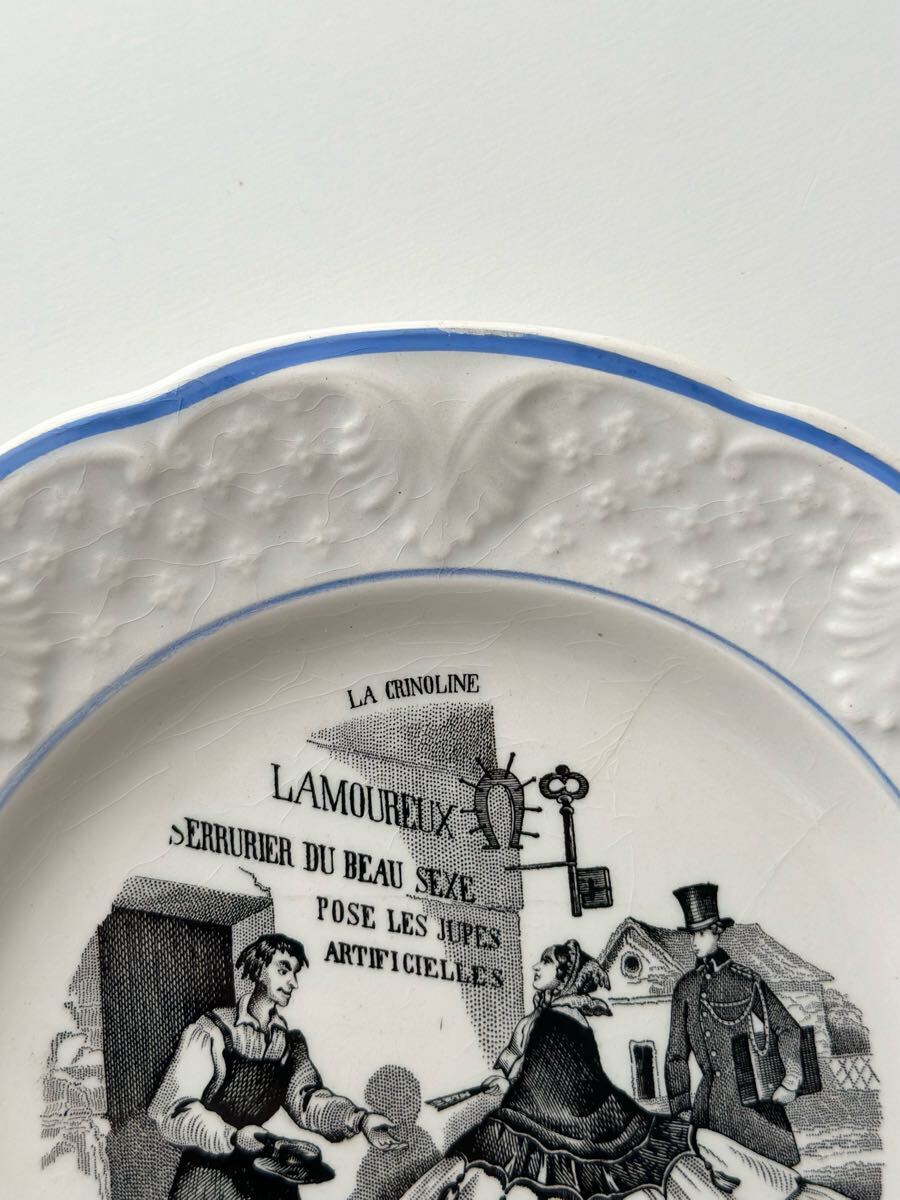 LA CRINOLINE
LAMOUREUX
SERRURIER DU BEAU SEXE
POSE LES JUPES
ARTIFICIELLES